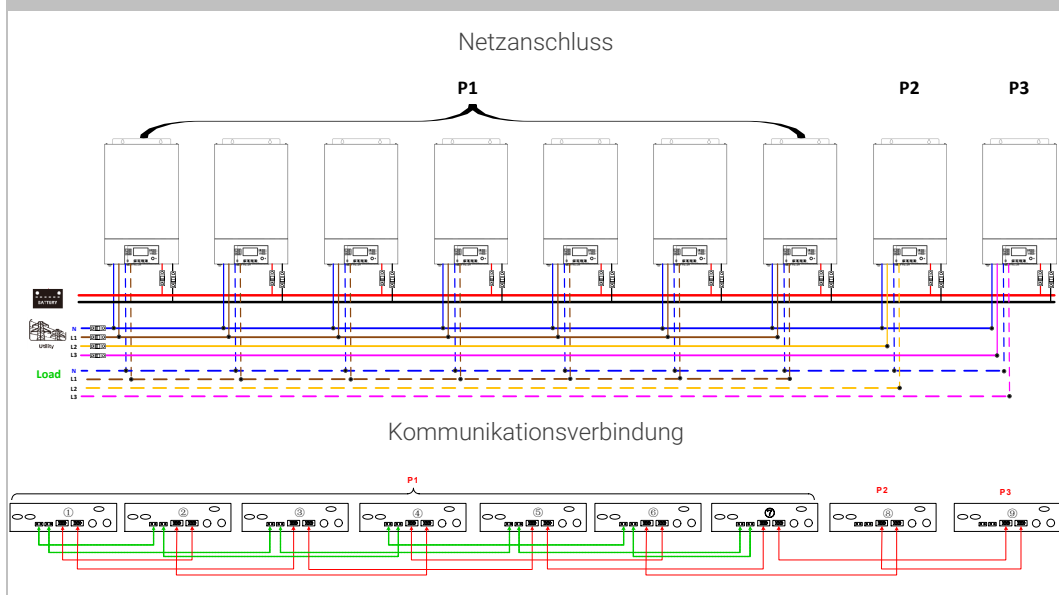 Netzanschluss
P1 P2 P3
BATTERY
Utility
N
L1
L2
L3
Load
N
L1
L2
L3
Kommunikationsverbindung
P1 P2 P3
① ② ③ ④ ⑤ ⑥ ⑦ ⑧ ⑨